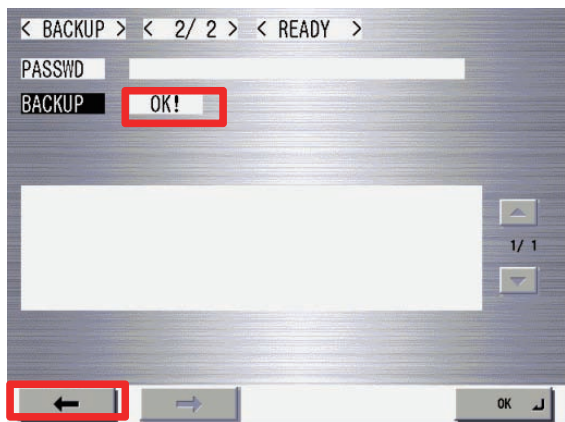 < BACKUP > < 2/ 2 > < READY >
PASSWD
BACKUP OK!
1/ 1
OK